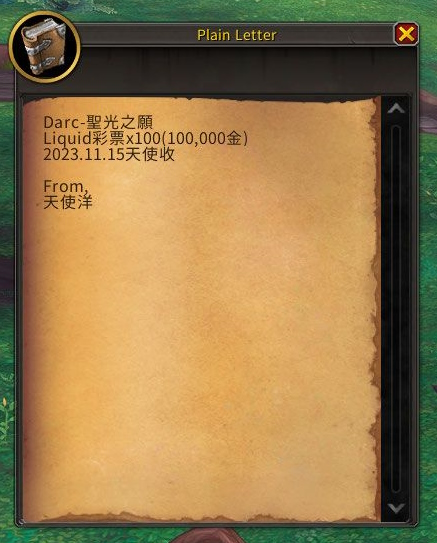 Plain Letter
Darc-聖光之願
Liquid彩票x100(100,000金)
2023.11.15天使收
From,
天使洋